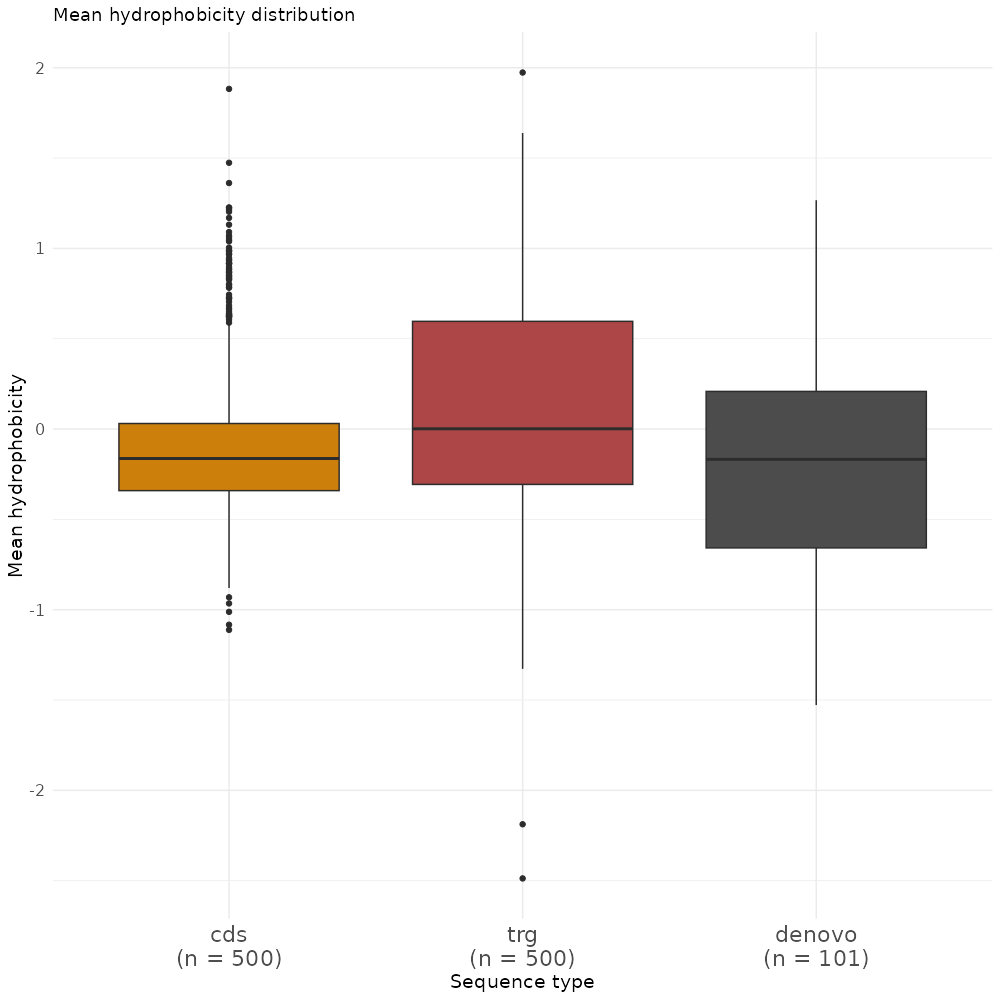 Mean hydrophobicity distribution
Mean hydrophobicity
2
1
0
-1
-2
cds
(n = 500)
trg
(n = 500)
denovo
(n = 101)
Sequence type